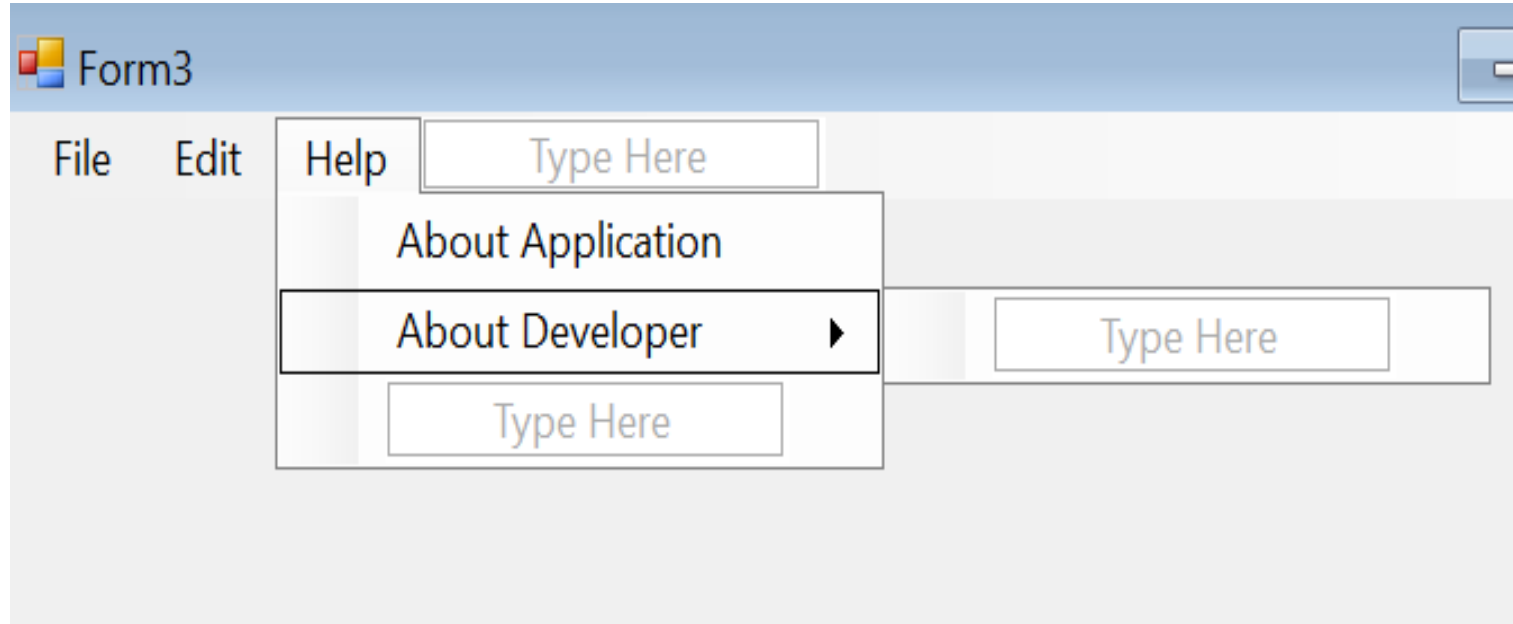 Form3
File Edit Help Type Here
About Application
About Developer Type Here
Type Here